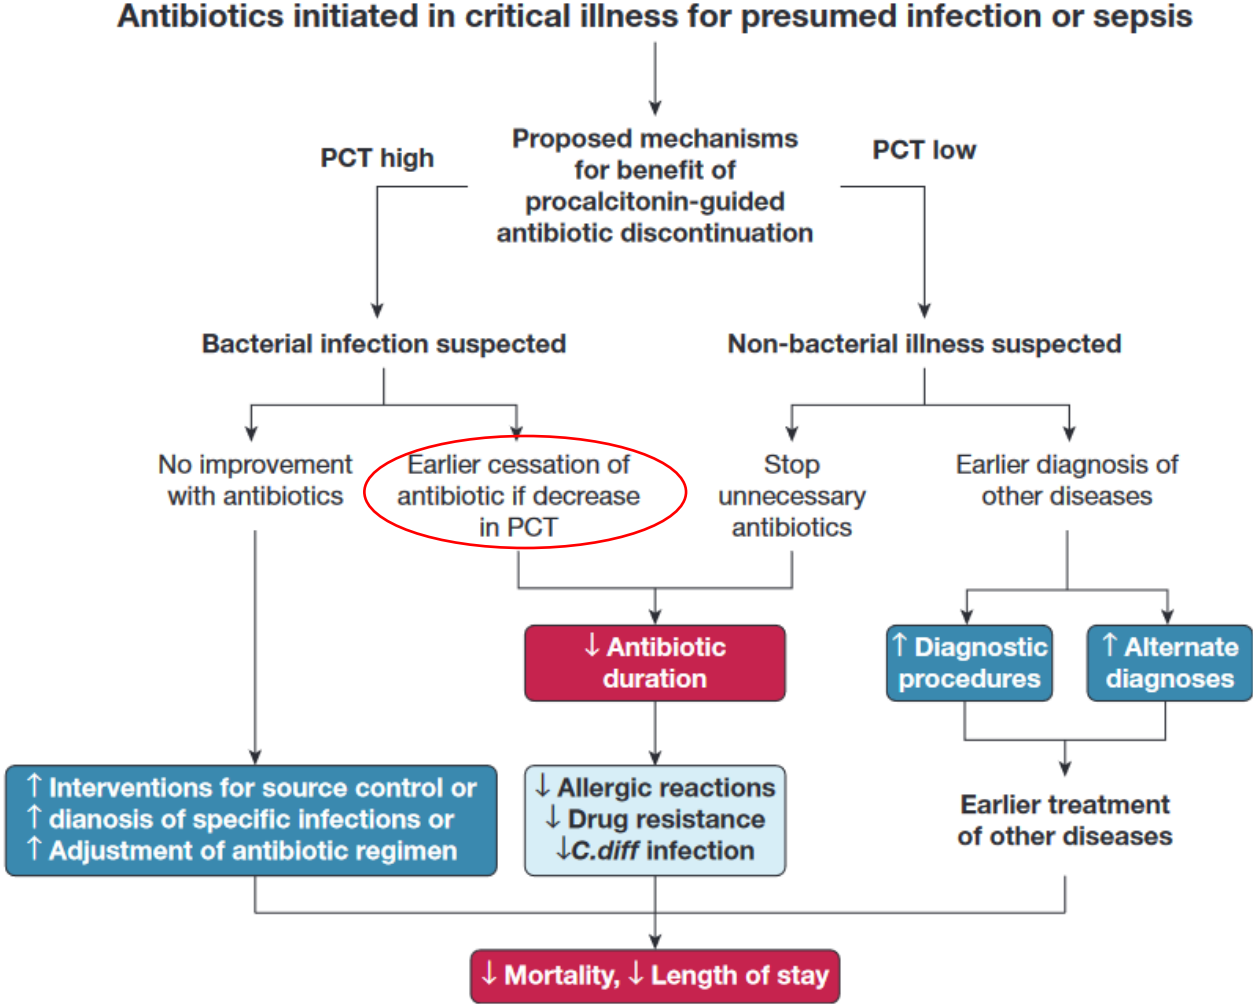 Antibiotics initiated in critical illness for presumed infection or sepsis
PCT high
Proposed mechanisms
for benefit of
procalcitonin-guided
antibiotic discontinuation
PCT low
Bacterial infection suspected
Non-bacterial illness suspected
No improvement
with antibiotics
Earlier cessation of
antibiotic if decrease
in PCT
Stop
unnecessary
antibiotics
Earlier diagnosis of
other diseases
↓ Antibiotic
duration
↑ Diagnostic
procedures
↑ Alternate
diagnoses
↑ Interventions for source control or
↑ dianosis of specific infections or
↑ Adjustment of antibiotic regimen
↓ Allergic reactions
↓ Drug resistance
↓C.diff infection
Earlier treatment
of other diseases
↓ Mortality, ↓ Length of stay